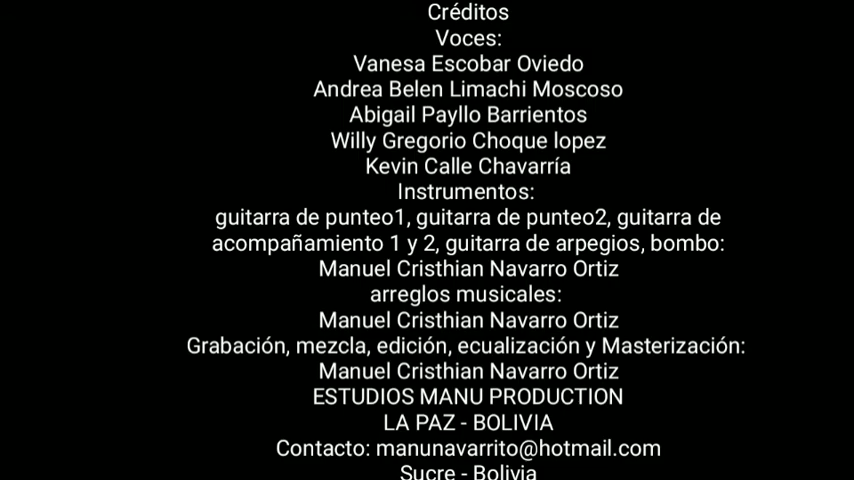 Créditos
Voces:
Vanesa Escobar Oviedo
Andrea Belen Limachi Moscoso
Abigail Payllo Barrientos
Willy Gregorio Choque lopez
Kevin Calle Chavarría
Instrumentos:
guitarra de punteo1, guitarra de punteo2, guitarra de
acompañamiento 1 y 2, guitarra de arpegios, bombo:
Manuel Cristhian Navarro Ortiz
arreglos musicales:
Manuel Cristhian Navarro Ortiz
Grabación, mezcla, edición, ecualización y Masterización:
Manuel Cristhian Navarro Ortiz
ESTUDIOS MANU PRODUCTION
LA PAZ - BOLIVIA
Contacto: manunavarrito@hotmail.com
Sucre - Bolivia